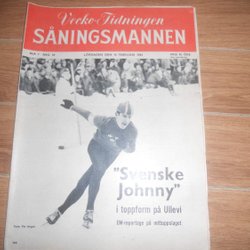 Vecko-Tidningen
SÅNINGSMANNEN
"Svenske
Johnny"
i toppform på Ullevi
EM-reportage på mittuppslaget